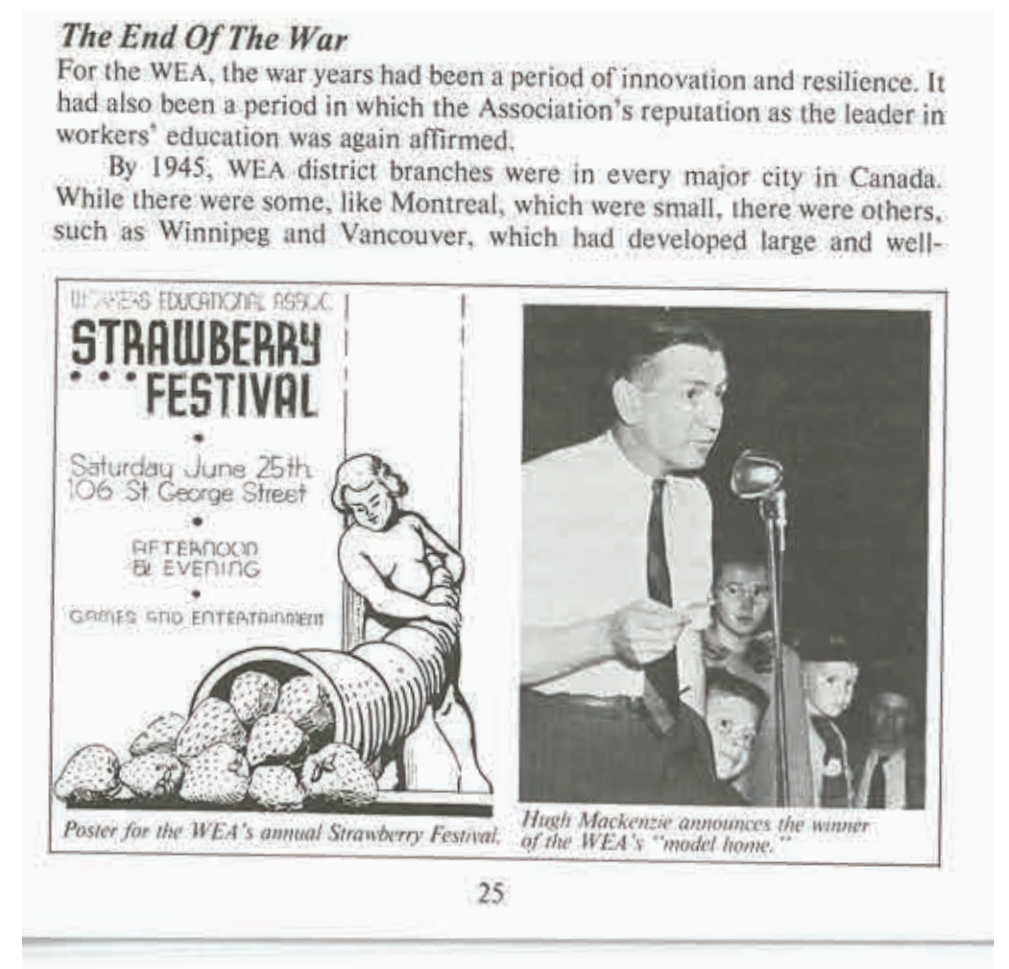 The End Of The War
For the WEA, the war years had been a period of innovation and resilience. It
had also been a period in which the Association's reputation as the leader in
workers' education was again affirmed.
By 1945, WEA district branches were in every major city in Canada.
While there were some, like Montreal, which were small, there were others,
such as Winnipeg and Vancouver, which had developed large and well-
EDUCATIONAL ASSOC.
STRAWBERRY
...FESTIVAL
Saturday June 25th
106 St George Street
AFTERNOON
& EVENING
GAMES AND ENTERTAINMENT
Poster for the WEA's annual Strawberry Festival.
Hugh Mackenzie announces the winner
of the WEA's "model home."
25